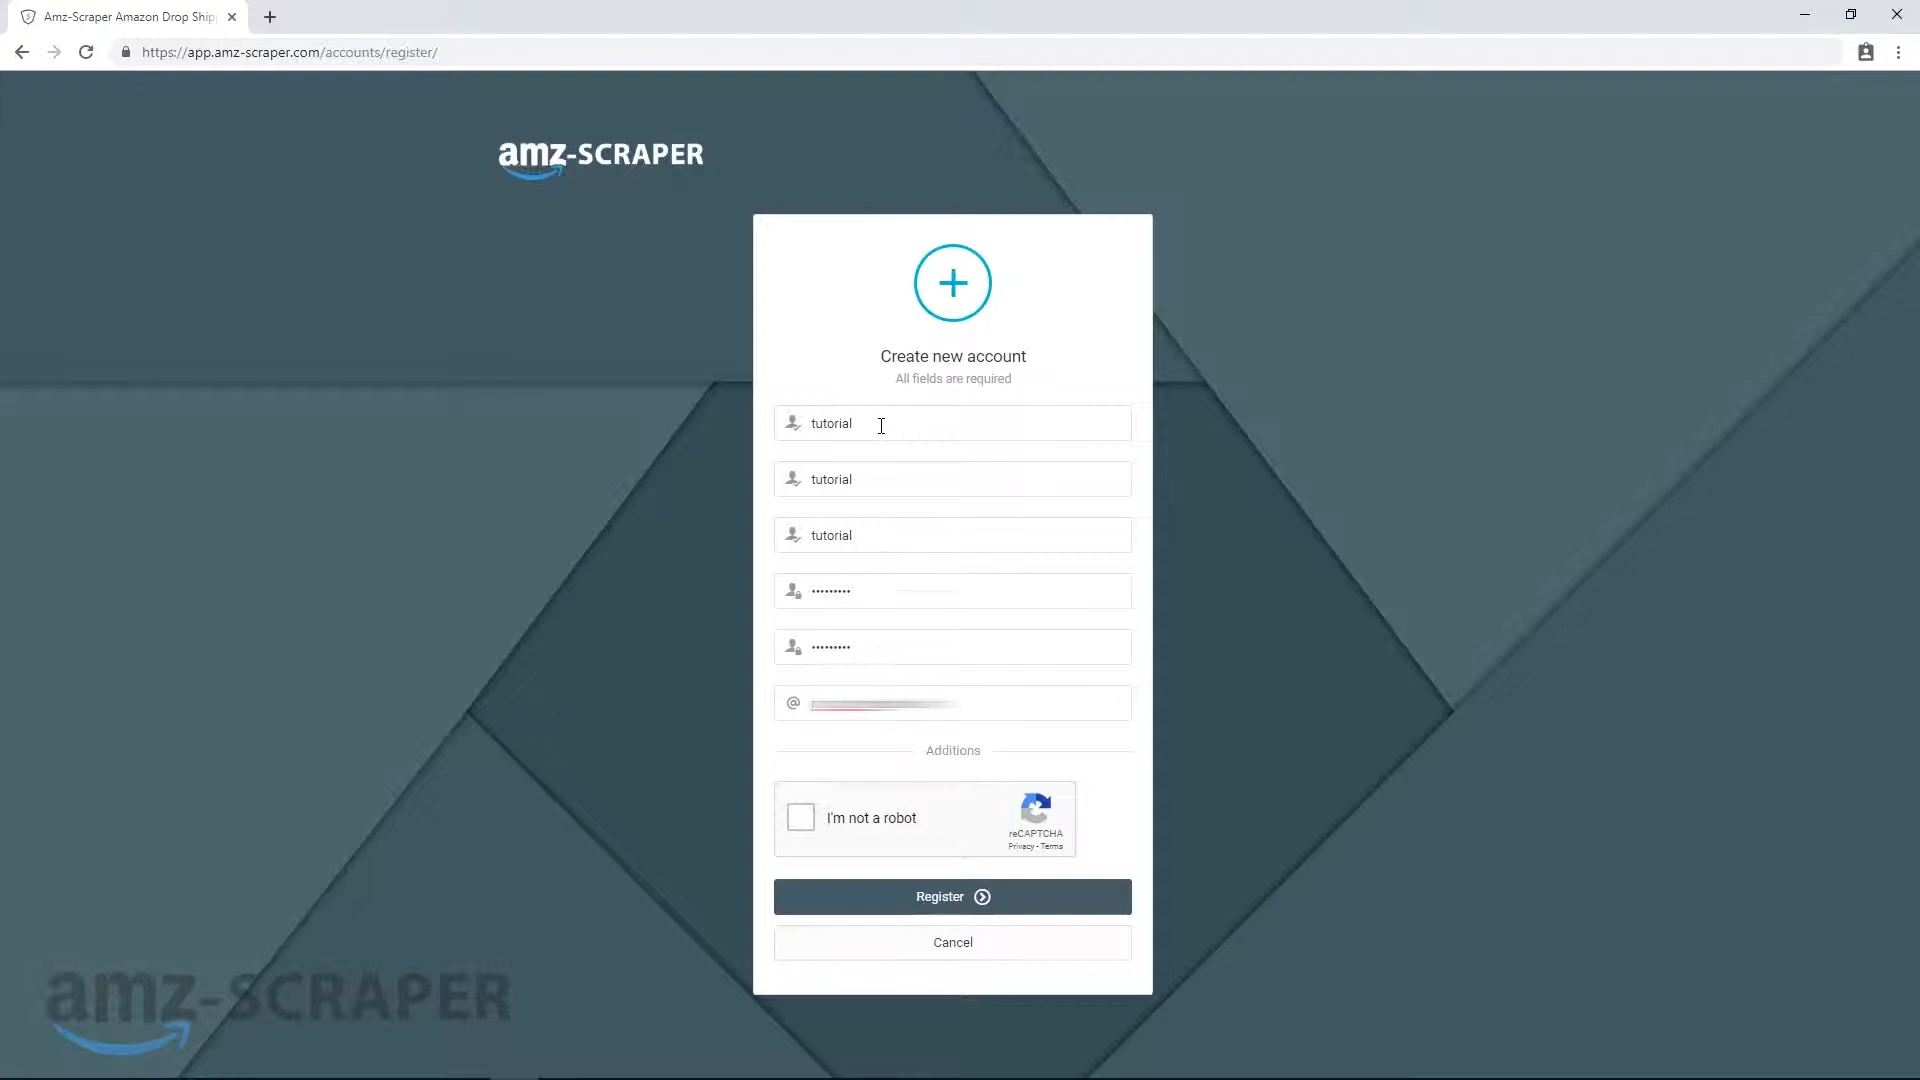 Amz-Scraper Amazon Drop Ship
https://app.amz-scraper.com/accounts/register/
amz-SCRAPER
Create new account
All fields are required
tutorial
tutorial
tutorial
•••••••••
•••••••••
@
Additions
I'm not a robot
reCAPTCHA
Privacy - Terms
Register
Cancel
amz-SCRAPER